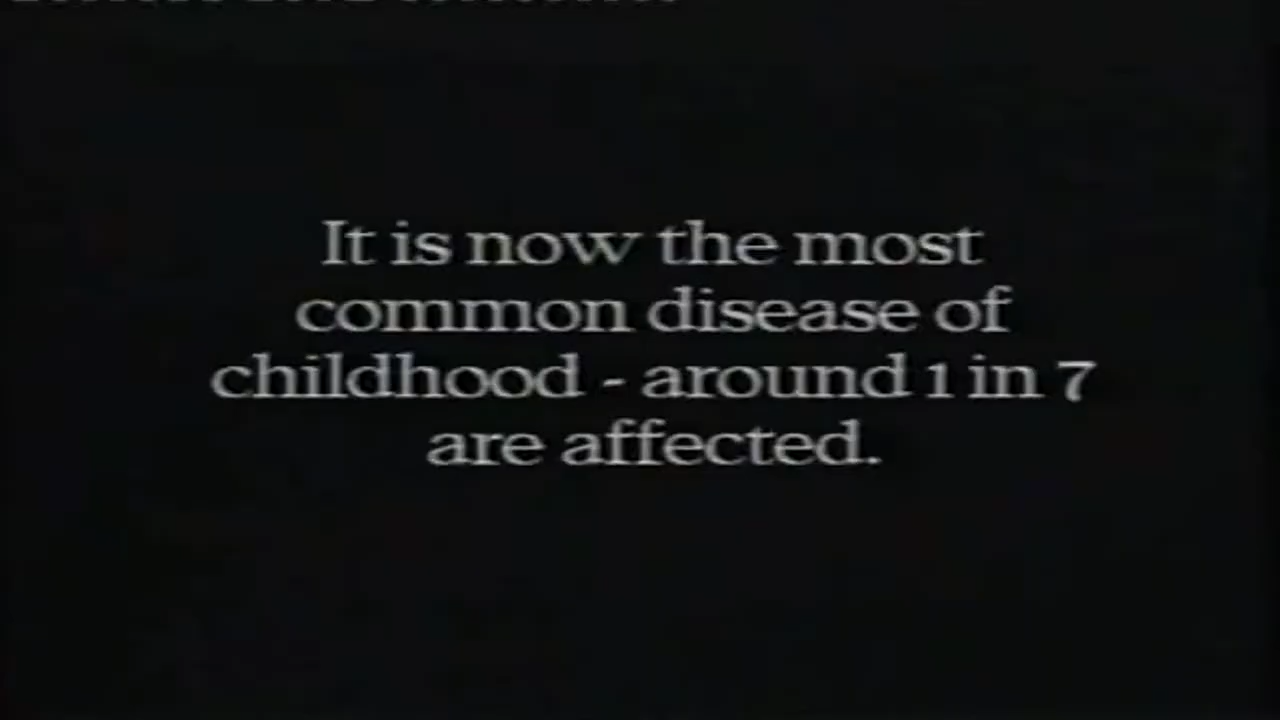 It is now the most
common disease of
childhood - around 1 in 7
are affected.